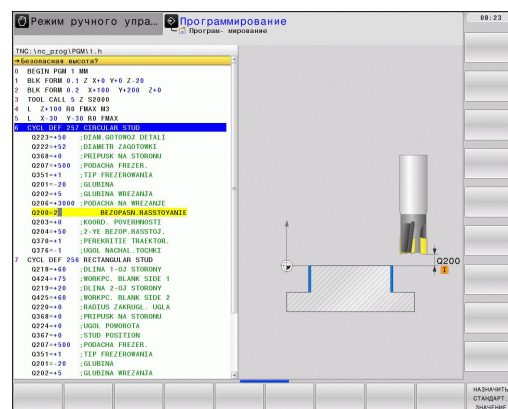 Режим ручного упра...
Программирование
Програм- мирование
08:23
TNC:\nc_prog\PGM\1.h
→Безопасная высота?
0 BEGIN PGM 1 MM
1 BLK FORM 0.1 Z X+0 Y+0 Z-20
2 BLK FORM 0.2 X+100 Y+200 Z+0
3 TOOL CALL 5 Z S2000
4 L Z+100 R0 FMAX M3
5 L X-30 Y-30 R0 FMAX
6 CYCL DEF 257 CIRCULAR STUD
Q223=+50 ;DIAM.GOTOWOJ DETALI
Q222=+52 ;DIAMETR ZAGOTOWKI
Q368=+0 ;PRIPUSK NA STORONU
Q207=+500 ;PODACHA FREZER.
Q351=+1 ;TIP FREZEROWANIA
Q201=-20 ;GLUBINA
Q202=+5 ;GLUBINA WREZANJA
Q206=+3000 ;PODACHA NA WREZANJE
Q200=2 BEZOPASN.RASSTOYANIE
Q203=+0 ;KOORD. POVERHNOSTI
Q204=+50 ;2-YE BEZOP.RASSTOJ.
Q370=+1 ;PEREKRITIE TRAEKTOR.
Q376=-1 ;UGOL NACHAL.TOCHKI
7 CYCL DEF 256 RECTANGULAR STUD
Q218=+60 ;DLINA 1-OJ STORONY
Q424=+75 ;WORKPC. BLANK SIDE 1
Q219=+20 ;DLINA 2-OJ STORONY
Q425=+60 ;WORKPC. BLANK SIDE 2
Q220=+0 ;RADIUS ZAKRUGL. UGLA
Q368=+0 ;PRIPUSK NA STORONU
Q224=+0 ;UGOL POWOROTA
Q367=+0 ;STUD POSITION
Q207=+500 ;PODACHA FREZER.
Q351=+1 ;TIP FREZEROWANIA
Q201=-20 ;GLUBINA
Q202=+5 ;GLUBINA WREZANJA
Q200
I
НАЗНАЧИТЬ
СТАНДАРТ.
ЗНАЧЕНИЕ